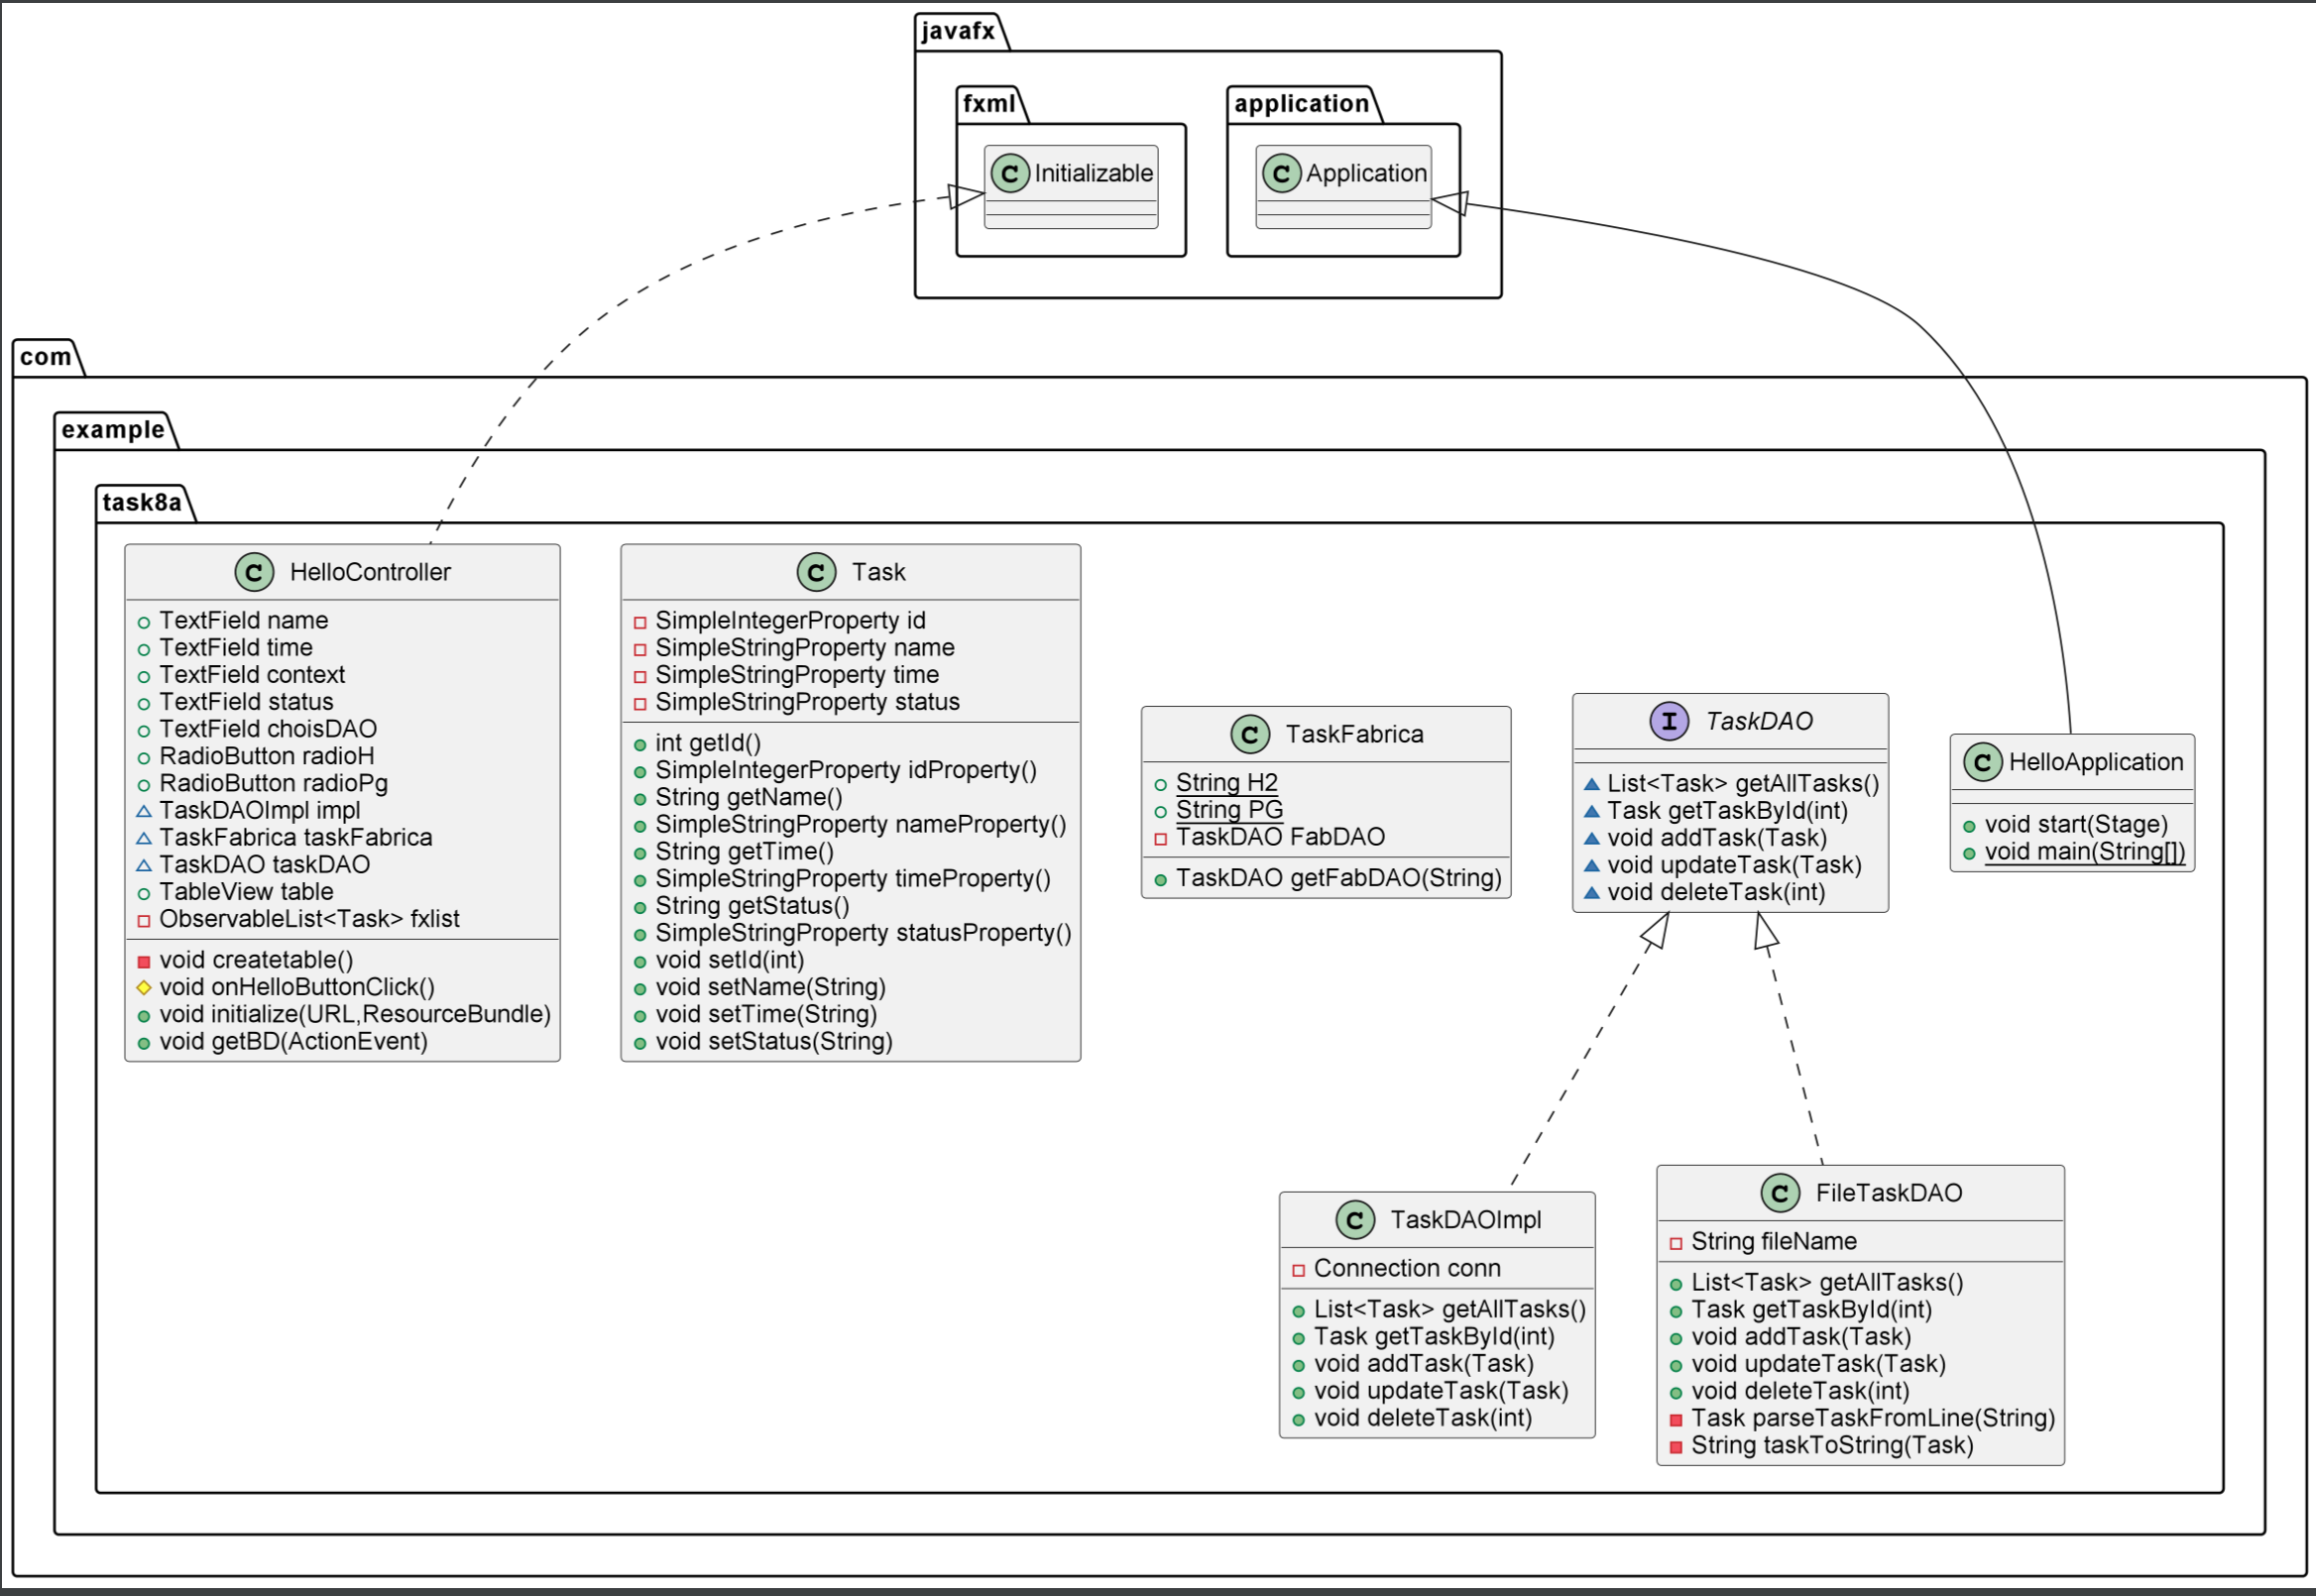 javafx
fxml
application
C Initializable
C Application
com
example
task8a
C HelloController
TextField name
TextField time
TextField context
TextField status
TextField choisDAO
RadioButton radioH
RadioButton radioPg
TaskDAOImpl impl
TaskFabrica taskFabrica
TaskDAO taskDAO
TableView table
ObservableList<Task> fxlist
void createtable()
void onHelloButtonClick()
void initialize(URL,ResourceBundle)
void getBD(ActionEvent)
C Task
SimpleIntegerProperty id
SimpleStringProperty name
SimpleStringProperty time
SimpleStringProperty status
int getId()
SimpleIntegerProperty idProperty()
String getName()
SimpleStringProperty nameProperty()
String getTime()
SimpleStringProperty timeProperty()
String getStatus()
SimpleStringProperty statusProperty()
void setId(int)
void setName(String)
void setTime(String)
void setStatus(String)
C TaskFabrica
String H2
String PG
TaskDAO FabDAO
TaskDAO getFabDAO(String)
I TaskDAO
List<Task> getAllTasks()
Task getTaskById(int)
void addTask(Task)
void updateTask(Task)
void deleteTask(int)
C HelloApplication
void start(Stage)
void main(String[])
C TaskDAOImpl
Connection conn
List<Task> getAllTasks()
Task getTaskById(int)
void addTask(Task)
void updateTask(Task)
void deleteTask(int)
C FileTaskDAO
String fileName
List<Task> getAllTasks()
Task getTaskById(int)
void addTask(Task)
void updateTask(Task)
void deleteTask(int)
Task parseTaskFromLine(String)
String taskToString(Task)